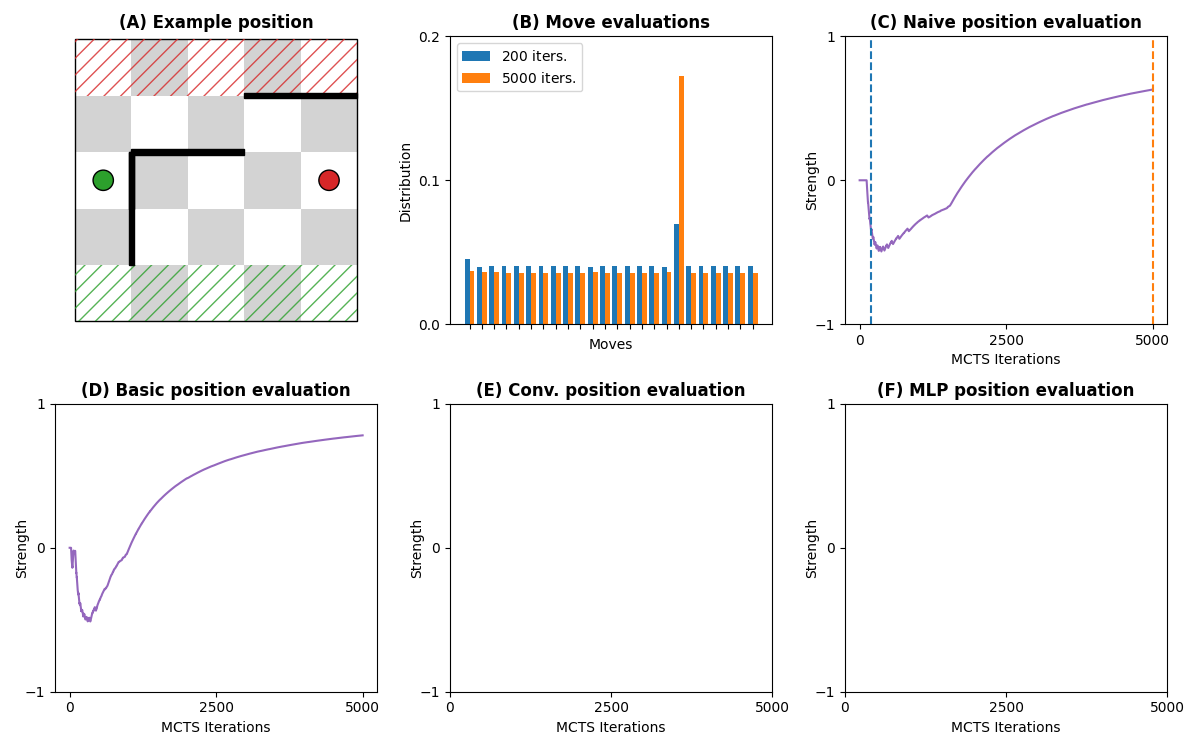 (A) Example position
(B) Move evaluations
0.2
0.1
0.0
Distribution
200 iters.
5000 iters.
Moves
(C) Naive position evaluation
1
0
−1
Strength
0
2500
5000
MCTS Iterations
(D) Basic position evaluation
1
0
−1
Strength
0
2500
5000
MCTS Iterations
(E) Conv. position evaluation
1
0
−1
Strength
0
2500
5000
MCTS Iterations
(F) MLP position evaluation
1
0
−1
Strength
0
2500
5000
MCTS Iterations